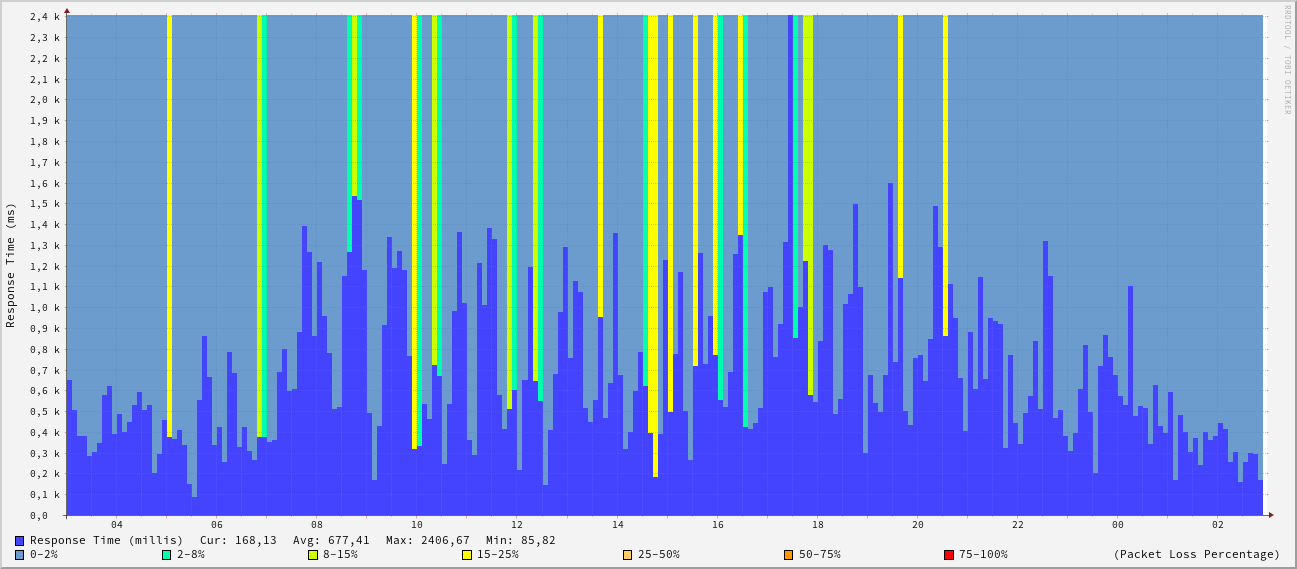 RRDTOOL / TOBI OETIKER
Response Time (ms)
2,4 k
2,3 k
2,2 k
2,1 k
2,0 k
1,9 k
1,8 k
1,7 k
1,6 k
1,5 k
1,4 k
1,3 k
1,2 k
1,1 k
1,0 k
0,9 k
0,8 k
0,7 k
0,6 k
0,5 k
0,4 k
0,3 k
0,2 k
0,1 k
0,0
04 06 08 10 12 14 16 18 20 22 00 02
Response Time (millis) Cur: 168,13 Avg: 677,41 Max: 2406,67 Min: 85,82
0-2% 2-8% 8-15% 15-25% 25-50% 50-75% 75-100% (Packet Loss Percentage)